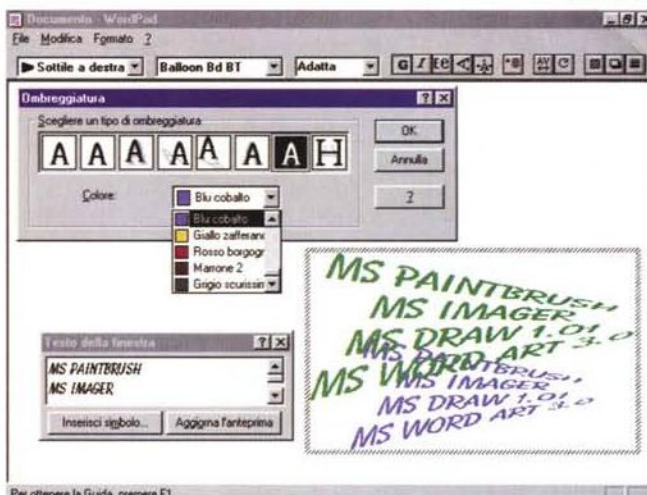 Documento - WordPad
File Modifica Formato ?
Sottile a destra Balloon Bd BT Adatta
Ombreggiatura
Scegliere un tipo di ombreggiatura
A A A A A A A H
OK
Annulla
?
Colore: Blu cobalto
Blu cobalto
Giallo zafferano
Rosso borgogn
Marrone 2
Grigio scurissim
MS PAINTBRUSH
MS IMAGER
MS DRAW 1.01
MS WORD ART 3.0
MS PAINTBRUSH
MS IMAGER
MS DRAW 1.01
MS WORD ART 3.0
Testo della finestra
MS PAINTBRUSH
MS IMAGER
Inserisci simbolo... Aggiorna l'anteprima
Per ottenere la Guida, premere F1